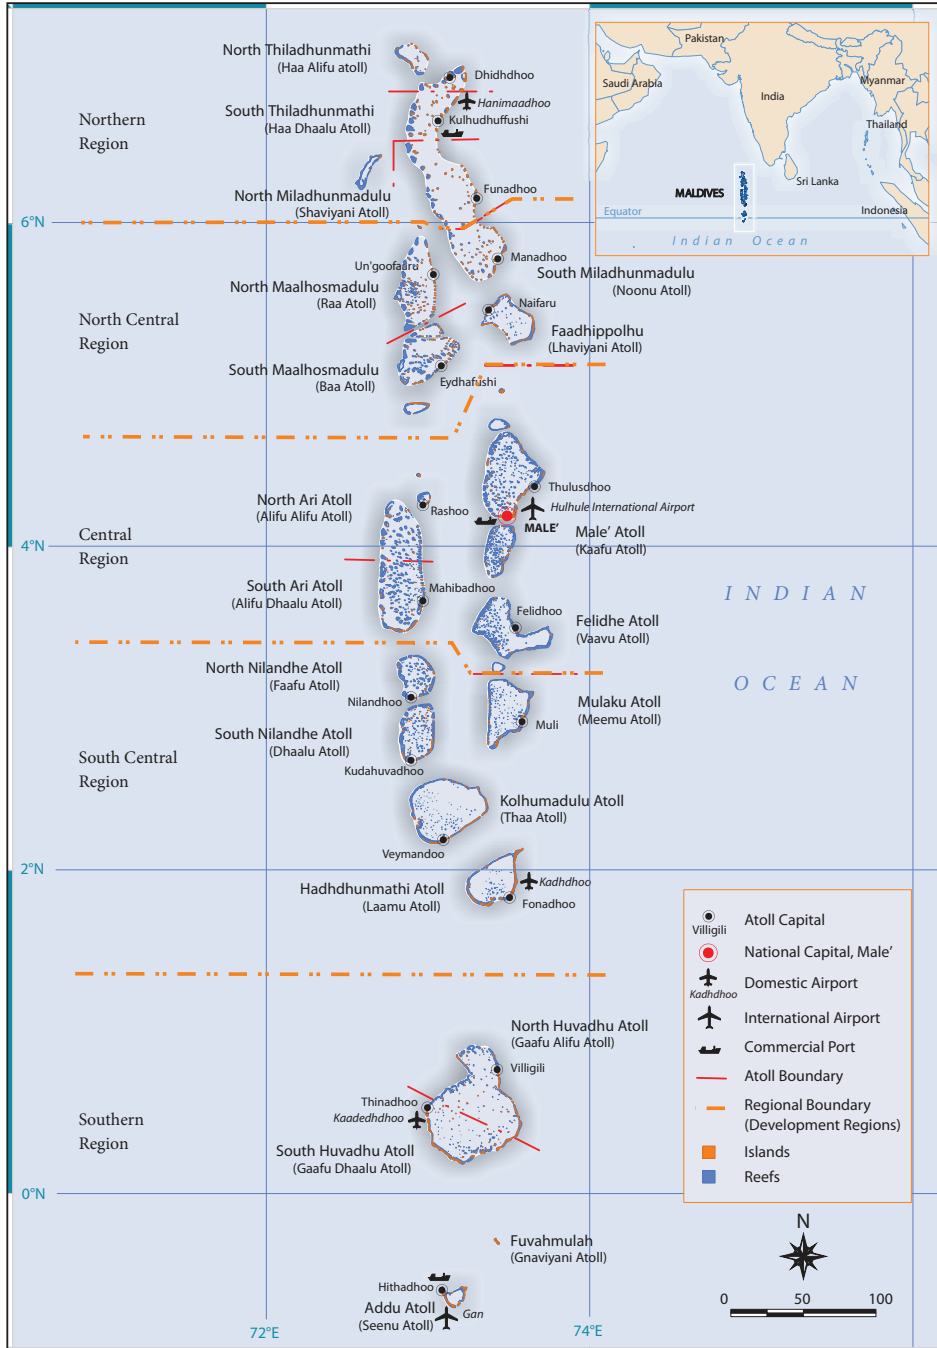 North Thiladhunmathi
(Haa Alifu atoll)
Dhidhdhoo
Hanimaadhoo
South Thiladhunmathi
(Haa Dhaalu Atoll)
Kulhudhuffushi
Northern
Region
North Miladhunmadulu
(Shaviyani Atoll)
Funadhoo
6°N
Manadhoo
South Miladhunmadulu
(Noonu Atoll)
Un'goofaaru
North Maalhosmadulu
(Raa Atoll)
Naifaru
Faadhippolhu
(Lhaviyani Atoll)
North Central
Region
South Maalhosmadulu
(Baa Atoll)
Eydhafushi
Thulusdhoo
North Ari Atoll
(Alifu Alifu Atoll)
Rashoo
Hulhule International Airport
MALE'
Male' Atoll
(Kaafu Atoll)
Central
Region
4°N
South Ari Atoll
(Alifu Dhaalu Atoll)
Mahibadhoo
Felidhoo
Felidhe Atoll
(Vaavu Atoll)
INDIAN
OCEAN
North Nilandhe Atoll
(Faafu Atoll)
Nilandhoo
Mulaku Atoll
(Meemu Atoll)
Muli
South Nilandhe Atoll
(Dhaalu Atoll)
Kudahuvadhoo
South Central
Region
Kolhumadulu Atoll
(Thaa Atoll)
Veymandoo
2°N
Hadhdhunmathi Atoll
(Laamu Atoll)
Kadhdhoo
Fonadhoo
North Huvadhu Atoll
(Gaafu Alifu Atoll)
Villigili
Thinadhoo
Kaadedhdhoo
Southern
Region
South Huvadhu Atoll
(Gaafu Dhaalu Atoll)
0°N
Fuvahmulah
(Gnaviyani Atoll)
Hithadhoo
Addu Atoll
(Seenu Atoll)
Gan
72°E
74°E
Pakistan
Saudi Arabia
India
Myanmar
Thailand
Sri Lanka
MALDIVES
Equator
Indonesia
Indian Ocean
Villigili
Atoll Capital
National Capital, Male'
Kadhdhoo
Domestic Airport
International Airport
Commercial Port
Atoll Boundary
Regional Boundary
(Development Regions)
Islands
Reefs
N
0 50 100